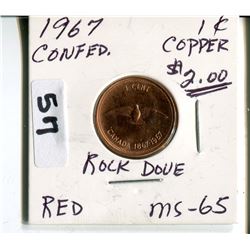 1967 1¢
CONFED. COPPER
$2.00
57
1 CENT
CANADA 1867-1967
ROCK DOVE
RED MS-65